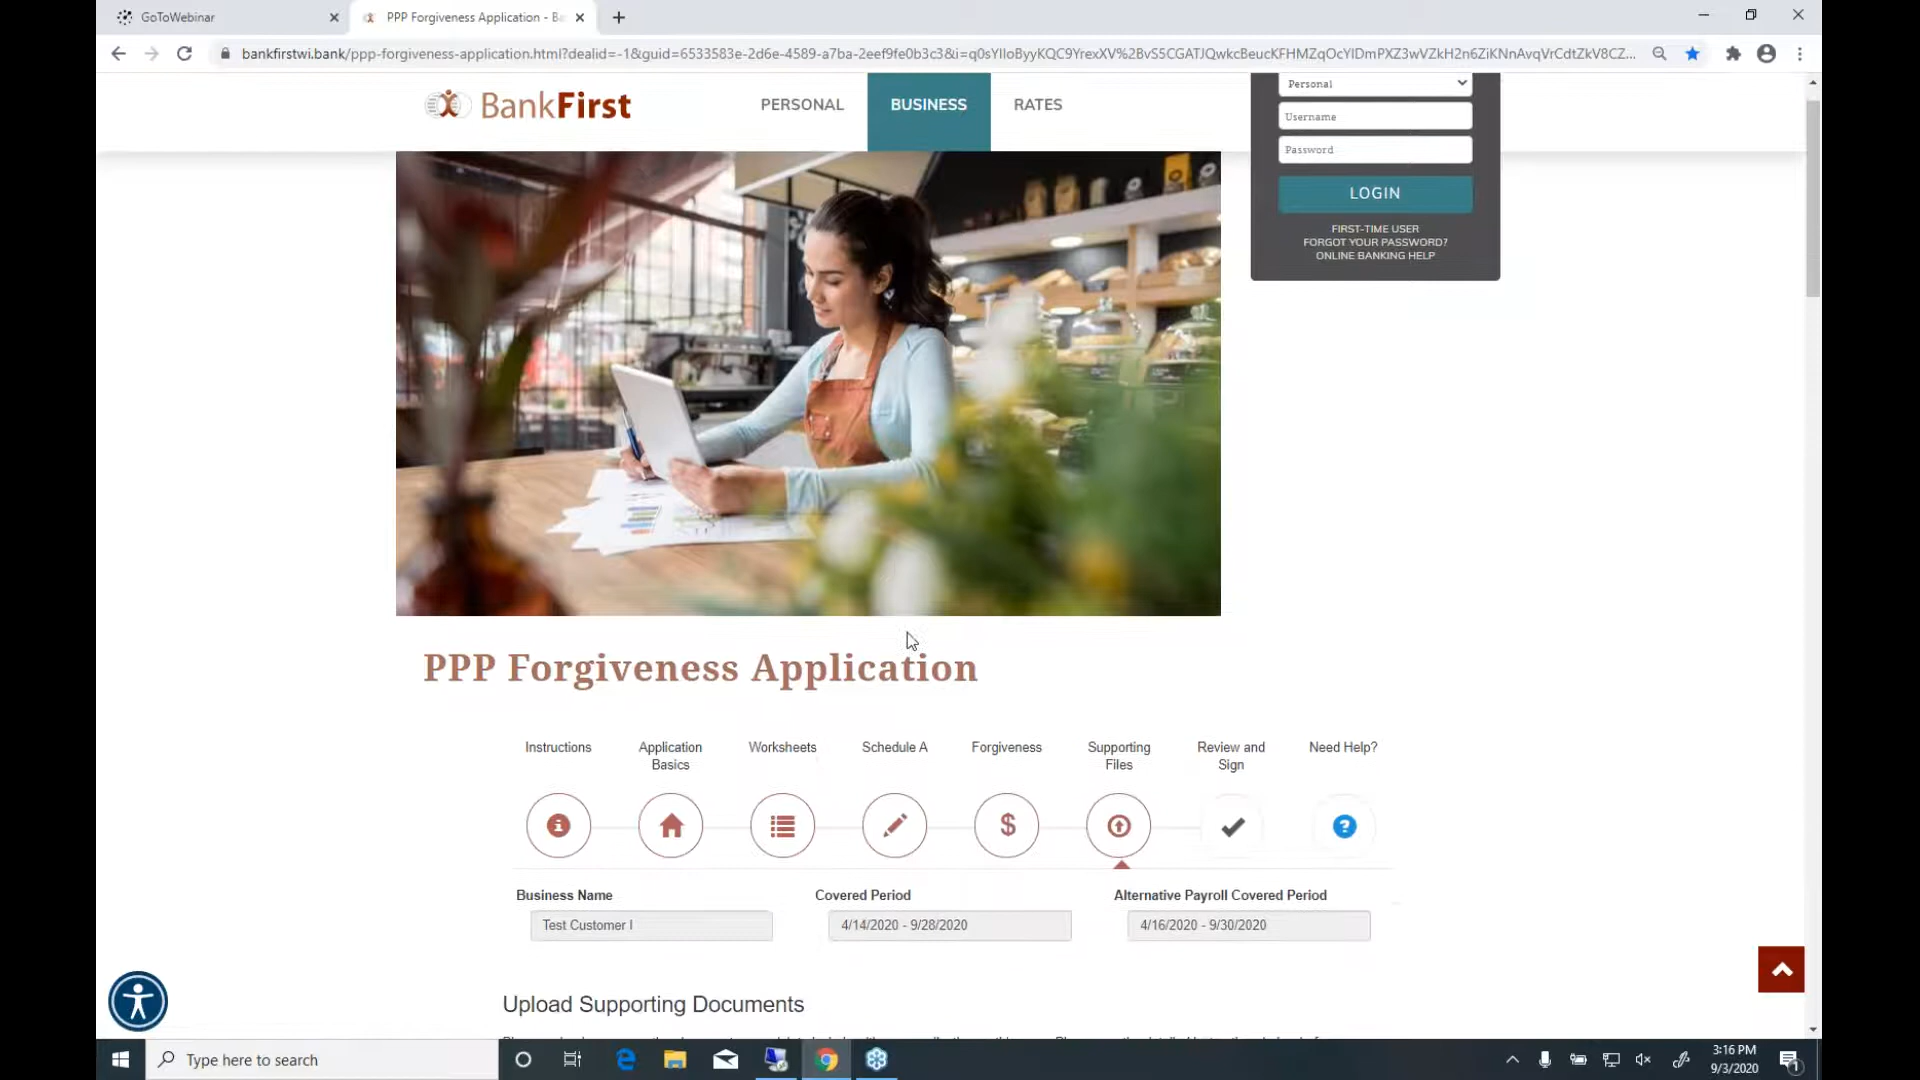 GoToWebinar
PPP Forgiveness Application - Ba
bankfirstwi.bank/ppp-forgiveness-application.html?dealid=-1&guid=6533583e-2d6e-4589-a7ba-2eef9fe0b3c3&i=q0sYIloByyKQC9YrexXV%2BvS5CGATJQwkcBeucKFHMZqOcYIDmPXZ3wVZkH2n6ZiKNnAvqVrCdtZkV8CZ...
BankFirst
PERSONAL
BUSINESS
RATES
Personal
Username
Password
LOGIN
FIRST-TIME USER
FORGOT YOUR PASSWORD?
ONLINE BANKING HELP
PPP Forgiveness Application
Instructions
Application
Basics
Worksheets
Schedule A
Forgiveness
Supporting
Files
Review and
Sign
Need Help?
Business Name
Covered Period
Alternative Payroll Covered Period
Test Customer I
4/14/2020 - 9/28/2020
4/16/2020 - 9/30/2020
Upload Supporting Documents
Type here to search
3:16 PM
9/3/2020
1